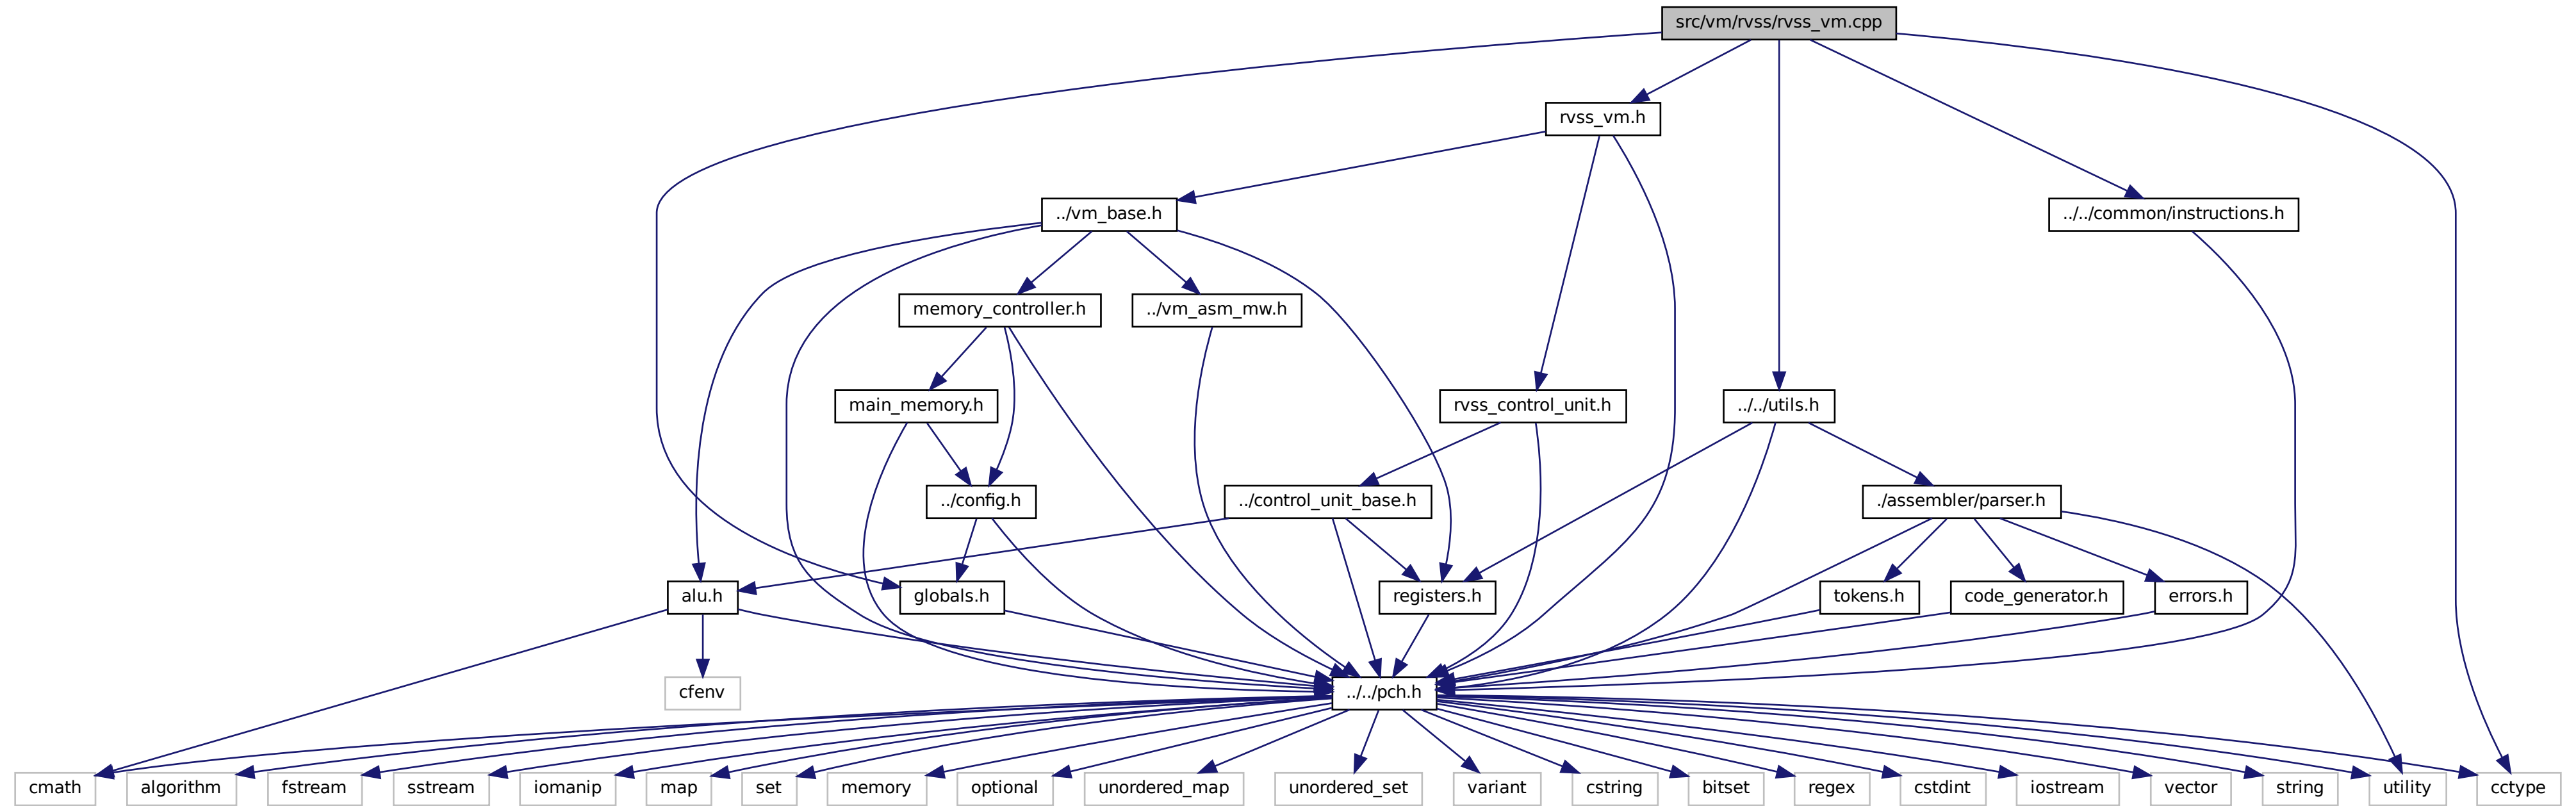 src/vm/rvss/rvss_vm.cpp
rvss_vm.h
../vm_base.h
../../common/instructions.h
memory_controller.h
../vm_asm_mw.h
main_memory.h
rvss_control_unit.h
../../utils.h
../config.h
../control_unit_base.h
./assembler/parser.h
alu.h
globals.h
registers.h
tokens.h
code_generator.h
errors.h
cfenv
../../pch.h
cmath
algorithm
fstream
sstream
iomanip
map
set
memory
optional
unordered_map
unordered_set
variant
cstring
bitset
regex
cstdint
iostream
vector
string
utility
cctype